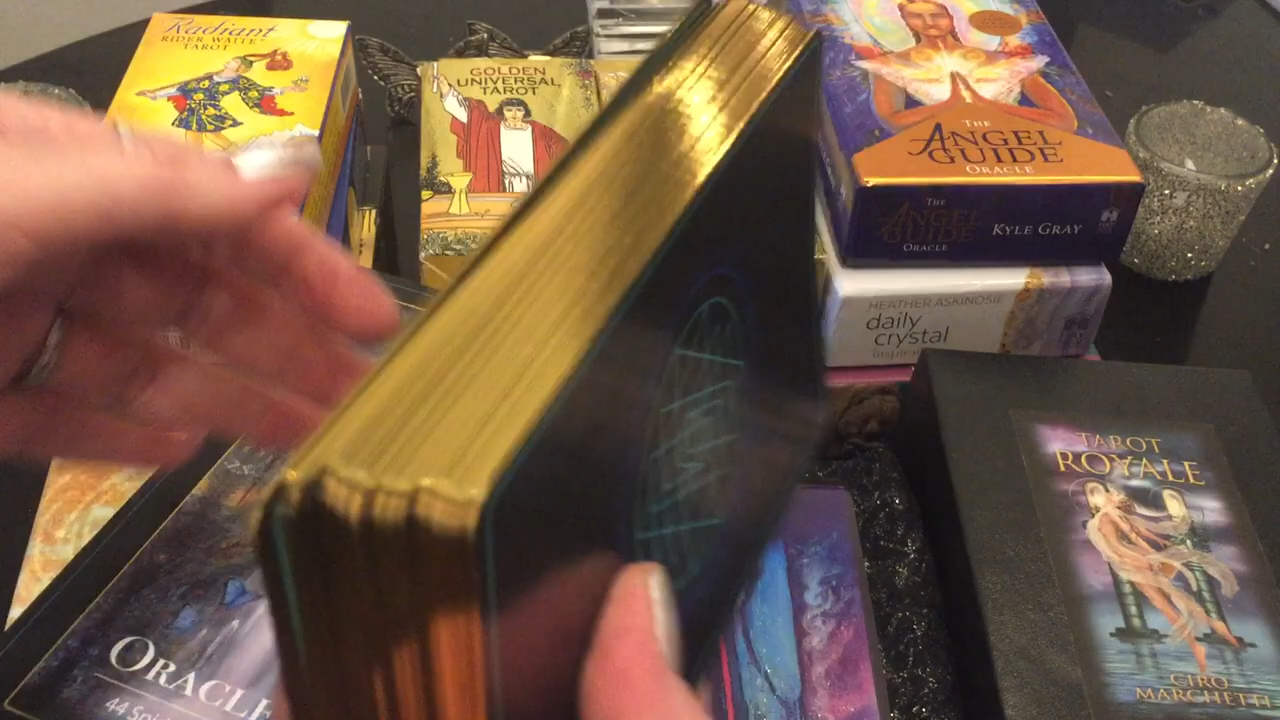 Radiant
RIDER WAITE
TAROT
GOLDEN
UNIVERSAL
TAROT
THE
ANGEL
GUIDE
ORACLE
THE
ANGEL
GUIDE
ORACLE
KYLE GRAY
HEATHER ASKINOSIE
daily
crystal
TAROT
ROYALE
CIRO
MARCHETTI
ORACLE
44